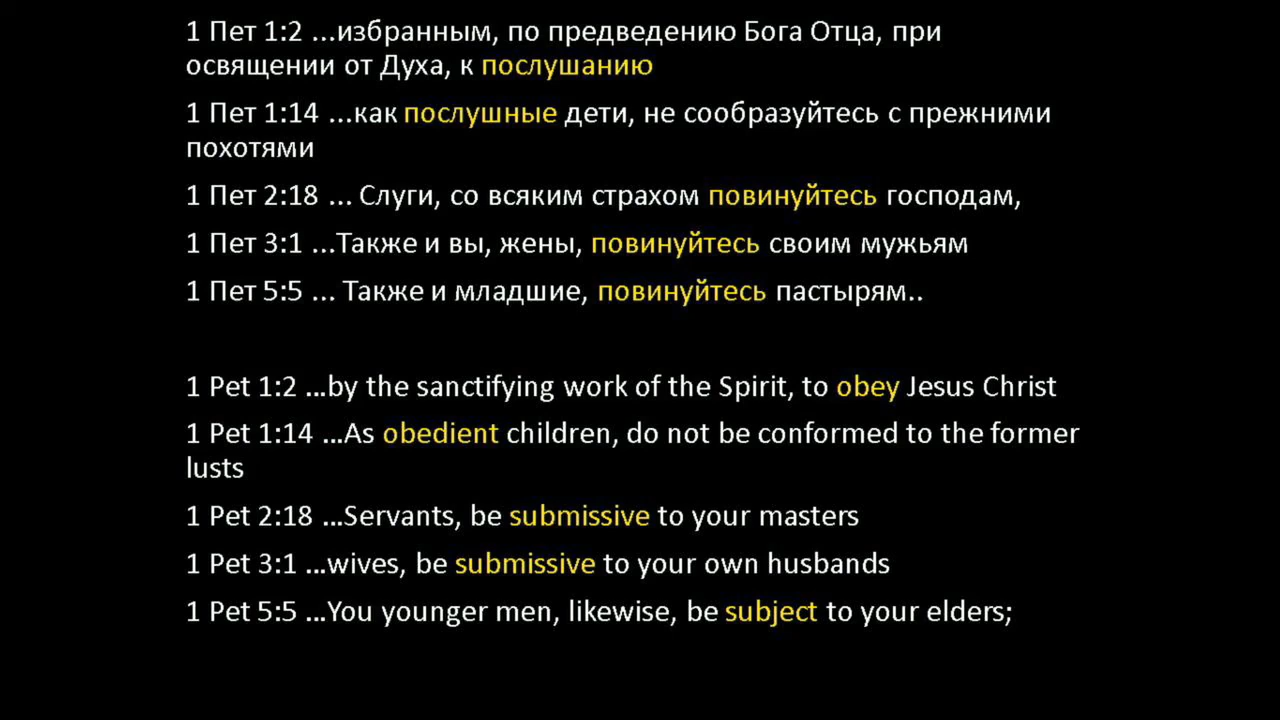 1 Пет 1:2 ...избранным, по предведению Бога Отца, при
освящении от Духа, к послушанию
1 Пет 1:14 ...как послушные дети, не сообразуйтесь с прежними
похотями
1 Пет 2:18 ... Слуги, со всяким страхом повинуйтесь господам,
1 Пет 3:1 ...Также и вы, жены, повинуйтесь своим мужьям
1 Пет 5:5 ... Также и младшие, повинуйтесь пастырям..
1 Pet 1:2 ...by the sanctifying work of the Spirit, to obey Jesus Christ
1 Pet 1:14 ...As obedient children, do not be conformed to the former
lusts
1 Pet 2:18 ...Servants, be submissive to your masters
1 Pet 3:1 ...wives, be submissive to your own husbands
1 Pet 5:5 ...You younger men, likewise, be subject to your elders;